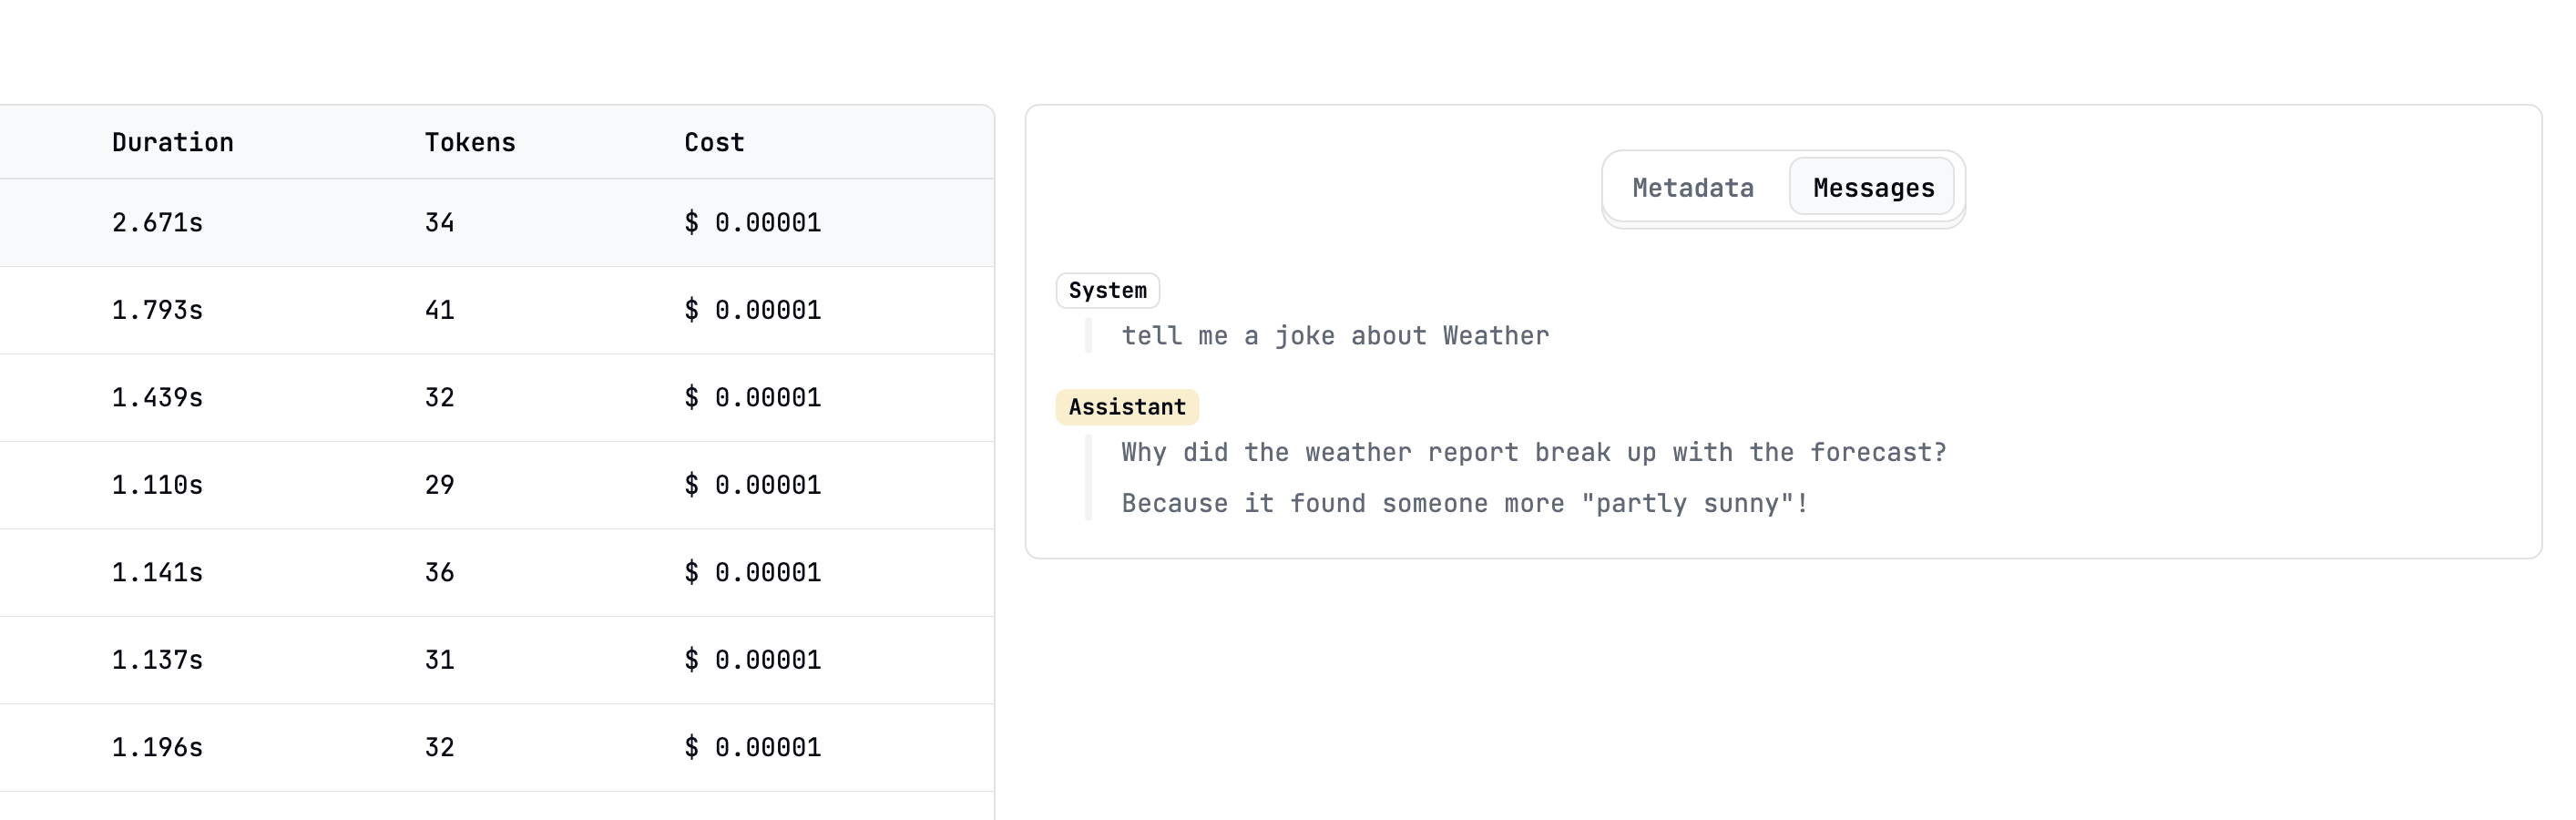 Duration Tokens Cost
2.671s 34 $ 0.00001
1.793s 41 $ 0.00001
1.439s 32 $ 0.00001
1.110s 29 $ 0.00001
1.141s 36 $ 0.00001
1.137s 31 $ 0.00001
1.196s 32 $ 0.00001
Metadata Messages
System
tell me a joke about Weather
Assistant
Why did the weather report break up with the forecast?
Because it found someone more "partly sunny"!